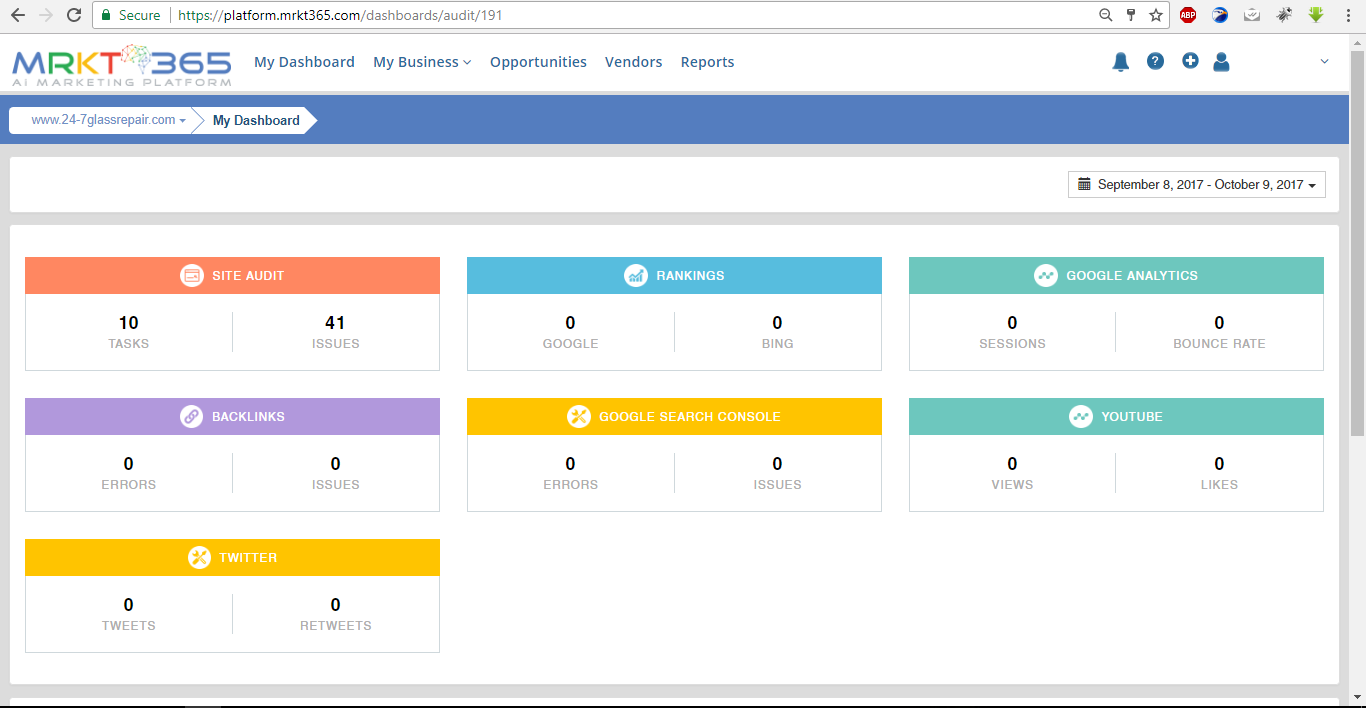 Secure https://platform.mrkt365.com/dashboards/audit/191
ABP
MRKT365
AI MARKETING PLATFORM
My Dashboard My Business Opportunities Vendors Reports
?
www.24-7glassrepair.com My Dashboard
September 8, 2017 - October 9, 2017
SITE AUDIT
10 41
TASKS ISSUES
RANKINGS
0 0
GOOGLE BING
GOOGLE ANALYTICS
0 0
SESSIONS BOUNCE RATE
BACKLINKS
0 0
ERRORS ISSUES
GOOGLE SEARCH CONSOLE
0 0
ERRORS ISSUES
YOUTUBE
0 0
VIEWS LIKES
TWITTER
0 0
TWEETS RETWEETS